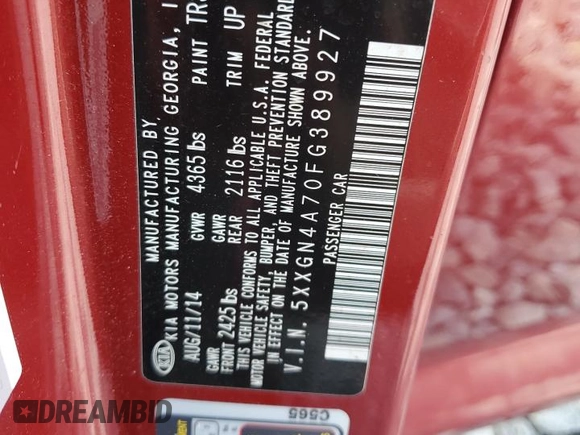 MANUFACTURED BY
KIA MOTORS MANUFACTURING GEORGIA, I
AUG/11/14 GVWR 4365 lbs PAINT TR
GAWR GAWR
FRONT 2425 lbs REAR 2116 lbs TRIM UP
THIS VEHICLE CONFORMS TO ALL APPLICABLE U.S.A. FEDERAL
MOTOR VEHICLE SAFETY, BUMPER, AND THEFT PREVENTION STANDARD
IN EFFECT ON THE DATE OF MANUFACTURE SHOWN ABOVE.
V.I.N. 5XXGN4A70FG389927
PASSENGER CAR
KIA
C565
DREAMBID